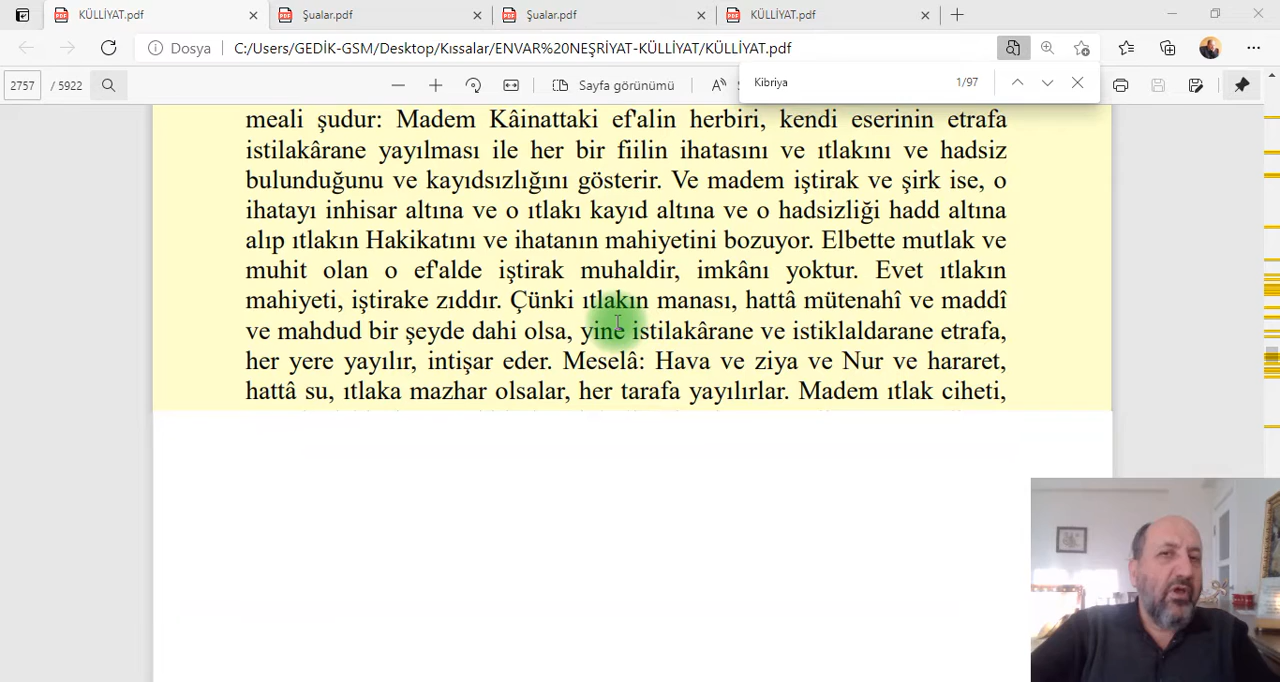 KÜLLİYAT.pdf
Şualar.pdf
Şualar.pdf
KÜLLİYAT.pdf
Dosya
C:/Users/GEDİK-GSM/Desktop/Kıssalar/ENVAR%20NEŞRİYAT-KÜLLİYAT/KÜLLİYAT.pdf
2757 / 5922
Sayfa görünümü
Kibriya
1/97
meali şudur: Madem Kâinattaki ef'alin herbiri, kendi eserinin etrafa
istilakârane yayılması ile her bir fiilin ihatasını ve ıtlakını ve hadsiz
bulunduğunu ve kayıdsızlığını gösterir. Ve madem iştirak ve şirk ise, o
ihatayı inhisar altına ve o ıtlakı kayıd altına ve o hadsizliği hadd altına
alıp ıtlakın Hakikatını ve ihatanın mahiyetini bozuyor. Elbette mutlak ve
muhit olan o ef'alde iştirak muhaldir, imkânı yoktur. Evet ıtlakın
mahiyeti, iştirake zıddır. Çünki ıtlakın manası, hattâ mütenahî ve maddî
ve mahdud bir şeyde dahi olsa, yine istilakârane ve istiklaldarane etrafa,
her yere yayılır, intişar eder. Meselâ: Hava ve ziya ve Nur ve hararet,
hattâ su, ıtlaka mazhar olsalar, her tarafa yayılırlar. Madem ıtlak ciheti,